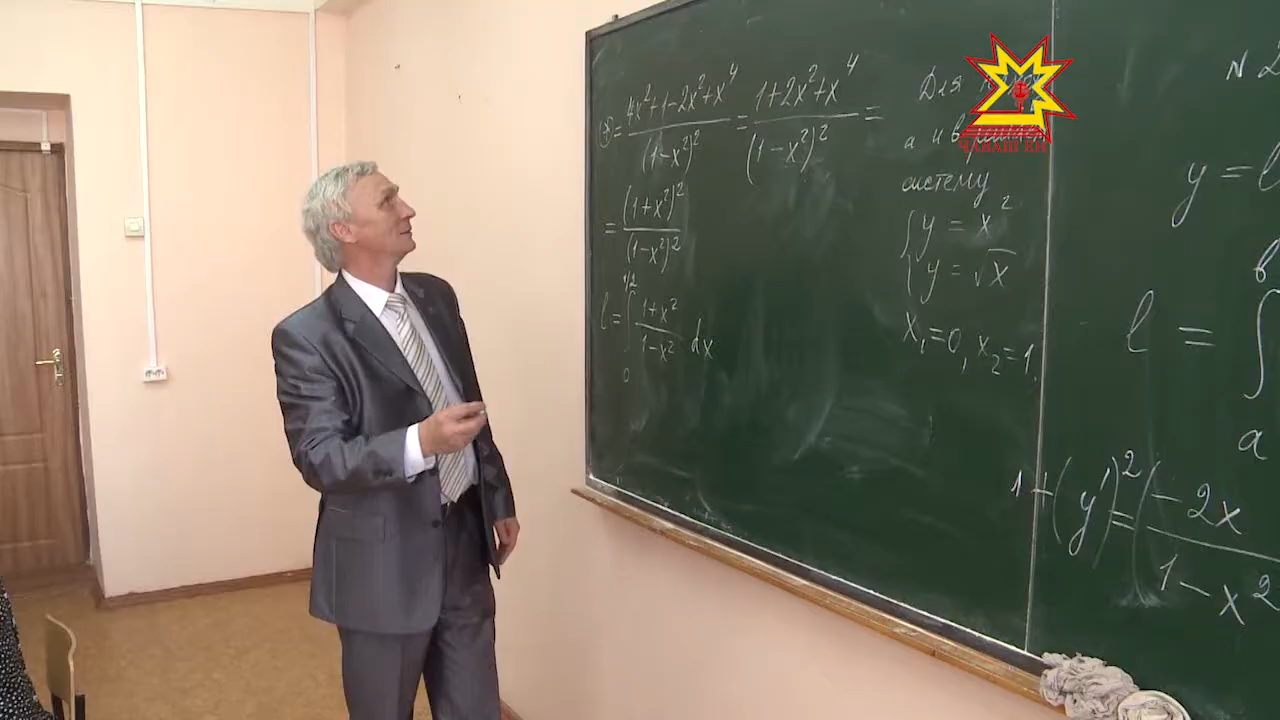 (*) = (4x²+1-2x²+x⁴)/(1-x²)² = (1+2x²+x⁴)/(1-x²)² =
= (1+x²)²/(1-x²)²
l = ∫₀^{1/2} (1+x²)/(1-x²) dx
Для
а и в решаем
систему
{ y = x²
{ y = √x
x₁=0, x₂=1.
ЧӐВАШ ЕН
N 2
y = l
в
l = ∫
а
1+(y')² = (-2x/(1-x²